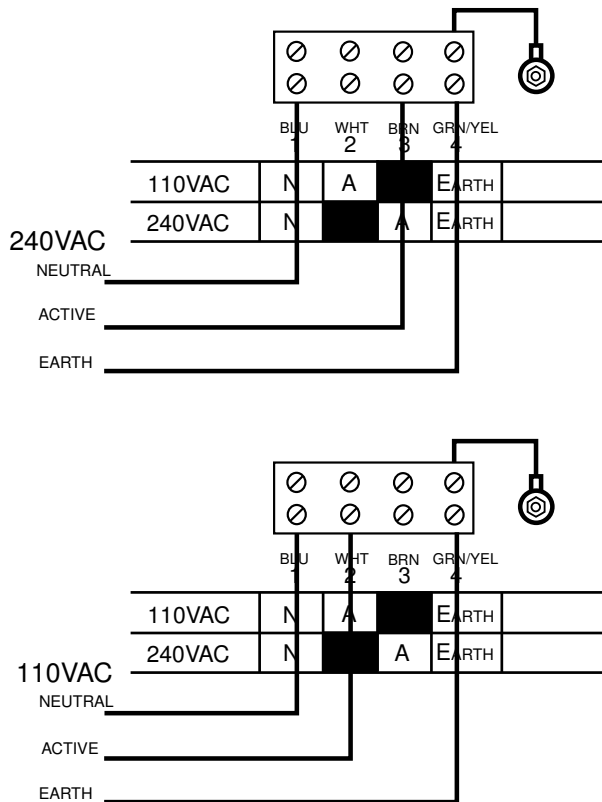 BLU WHT BRN GRN/YEL
1 2 3 4
110VAC N A EARTH
240VAC N A EARTH
240VAC
NEUTRAL
ACTIVE
EARTH
BLU WHT BRN GRN/YEL
1 2 3 4
110VAC N A EARTH
240VAC N A EARTH
110VAC
NEUTRAL
ACTIVE
EARTH